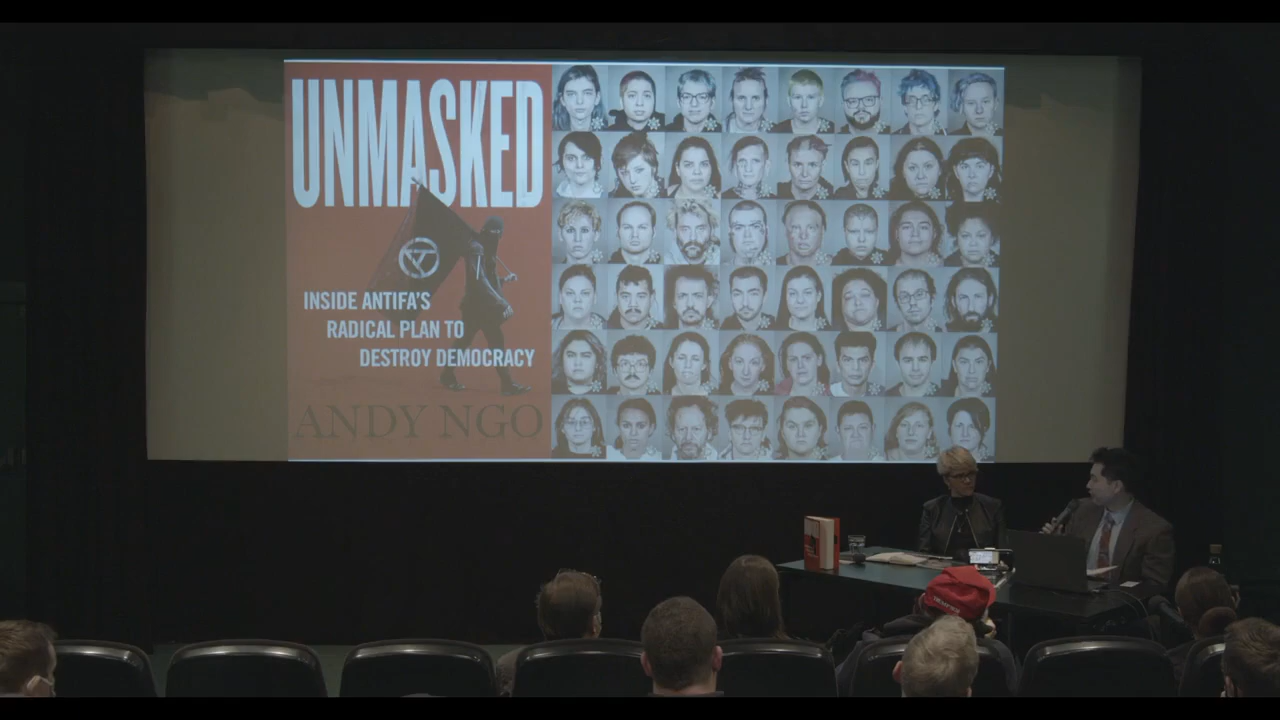 UNMASKED
INSIDE ANTIFA'S
RADICAL PLAN TO
DESTROY DEMOCRACY
ANDY NGO